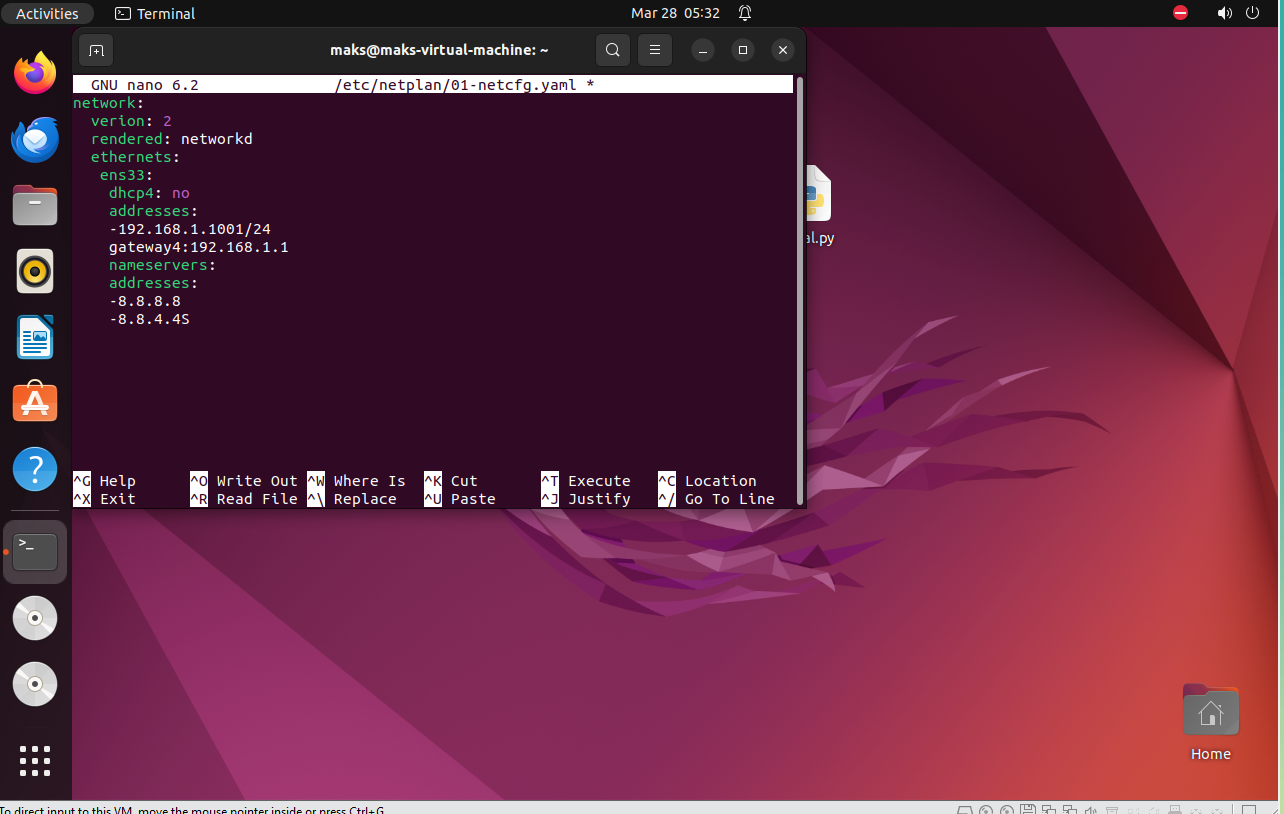 Activities Terminal Mar 28 05:32
maks@maks-virtual-machine: ~
GNU nano 6.2 /etc/netplan/01-netcfg.yaml *
network:
verion: 2
rendered: networkd
ethernets:
ens33:
dhcp4: no
addresses:
-192.168.1.1001/24
gateway4:192.168.1.1
nameservers:
addresses:
-8.8.8.8
-8.8.4.4S
^G Help ^O Write Out ^W Where Is ^K Cut ^T Execute ^C Location
^X Exit ^R Read File ^\ Replace ^U Paste ^J Justify ^/ Go To Line
al.py
Home
To direct input to this VM, move the mouse pointer inside or press Ctrl+G.